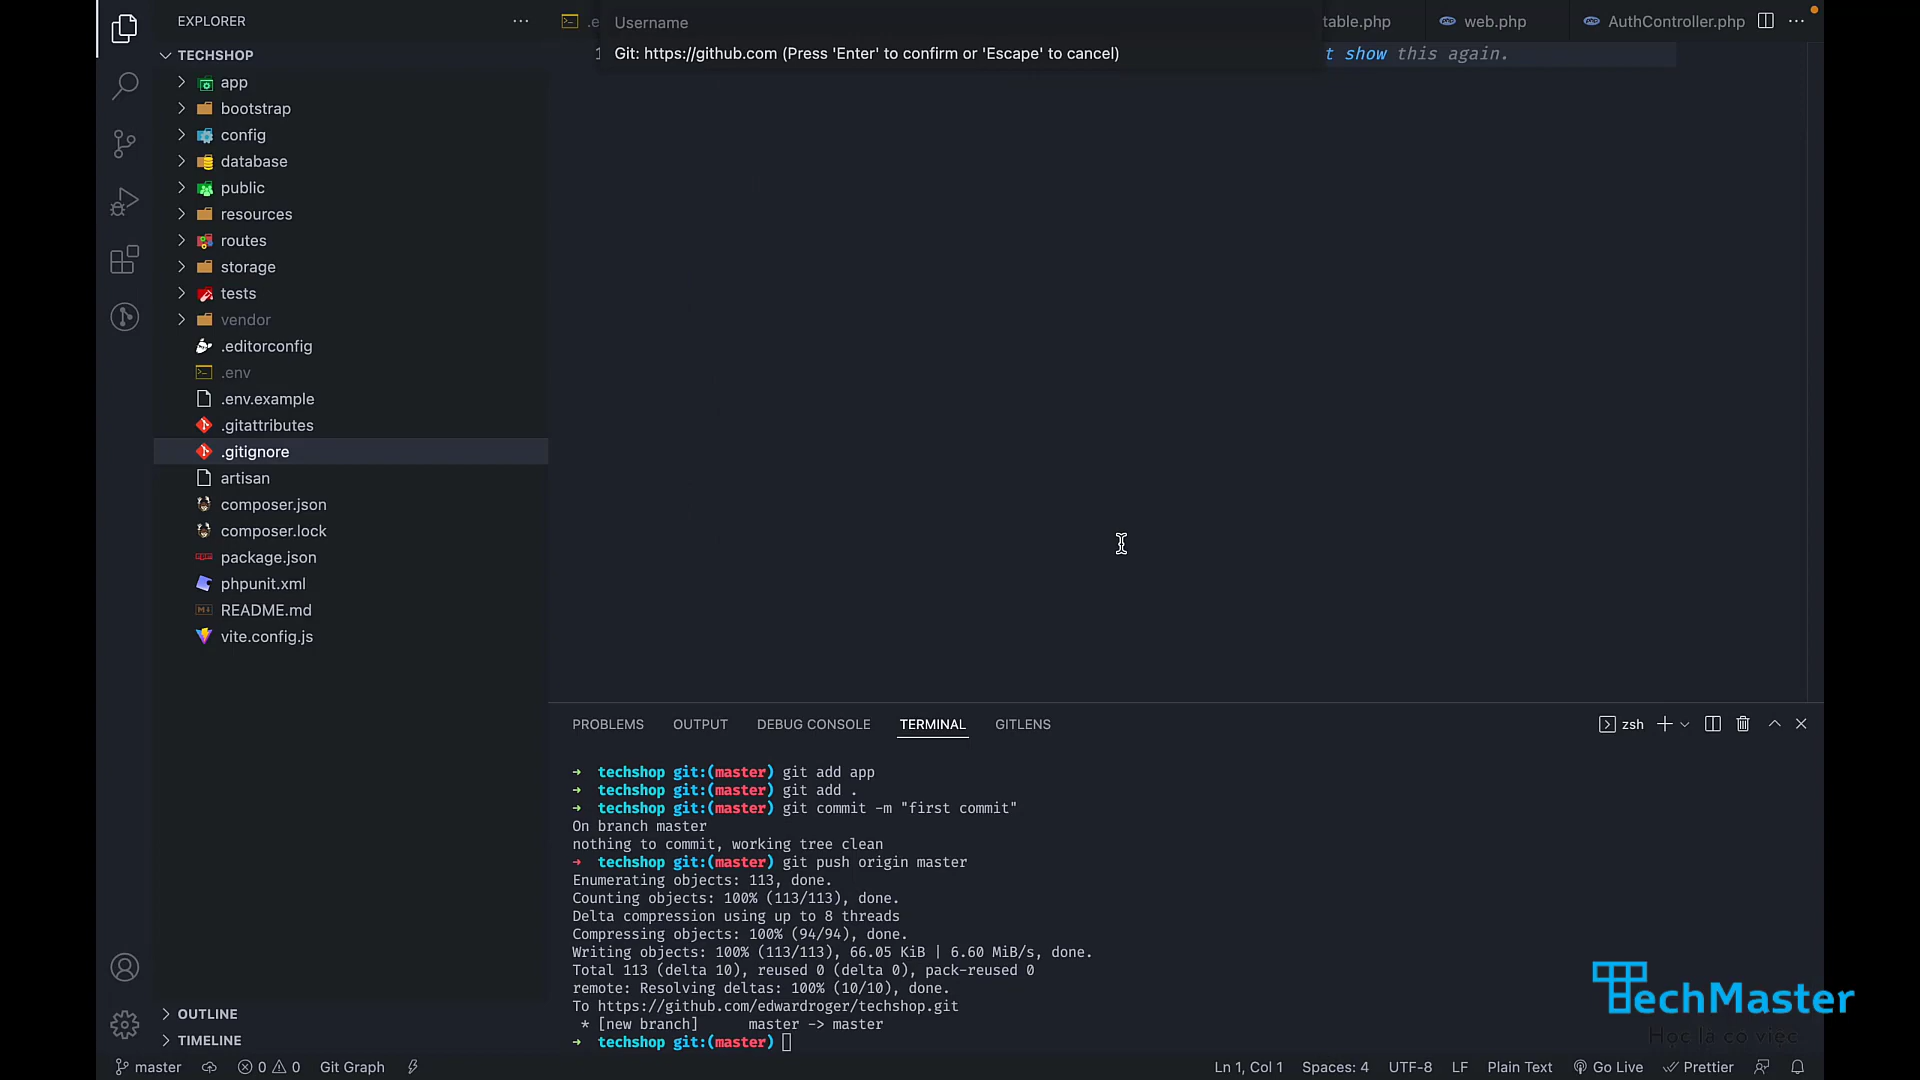 EXPLORER
TECHSHOP
app
bootstrap
config
database
public
resources
routes
storage
tests
vendor
.editorconfig
.env
.env.example
.gitattributes
.gitignore
artisan
composer.json
composer.lock
package.json
phpunit.xml
README.md
vite.config.js
OUTLINE
TIMELINE
.e
Username
table.php
web.php
AuthController.php
Git: https://github.com (Press 'Enter' to confirm or 'Escape' to cancel)
1
t show this again.
PROBLEMS OUTPUT DEBUG CONSOLE TERMINAL GITLENS
zsh
➜ techshop git:(master) git add app
➜ techshop git:(master) git add .
➜ techshop git:(master) git commit -m "first commit"
On branch master
nothing to commit, working tree clean
➜ techshop git:(master) git push origin master
Enumerating objects: 113, done.
Counting objects: 100% (113/113), done.
Delta compression using up to 8 threads
Compressing objects: 100% (94/94), done.
Writing objects: 100% (113/113), 66.05 KiB | 6.60 MiB/s, done.
Total 113 (delta 10), reused 0 (delta 0), pack-reused 0
remote: Resolving deltas: 100% (10/10), done.
To https://github.com/edwardroger/techshop.git
* [new branch] master -> master
➜ techshop git:(master)
TechMaster
Học là có việc
master 0 0 Git Graph
Ln 1, Col 1 Spaces: 4 UTF-8 LF Plain Text Go Live Prettier